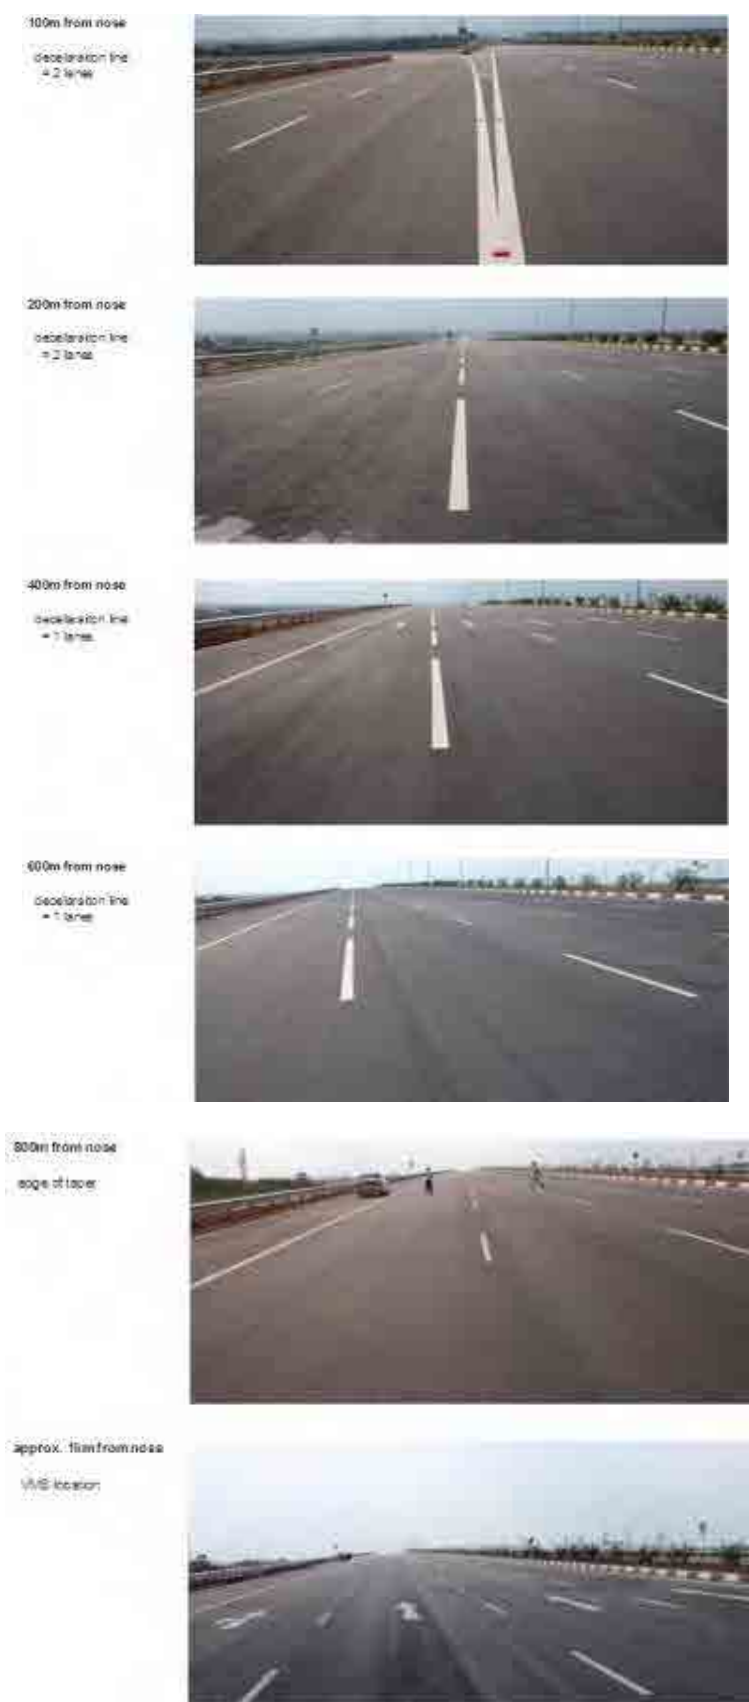 100m from nose
deceleration line
= 2 lanes
200m from nose
deceleration line
= 2 lanes
400m from nose
deceleration line
= 1 lanes
600m from nose
deceleration line
= 1 lanes
800m from nose
edge of taper
approx. 1km from nose
VMS location